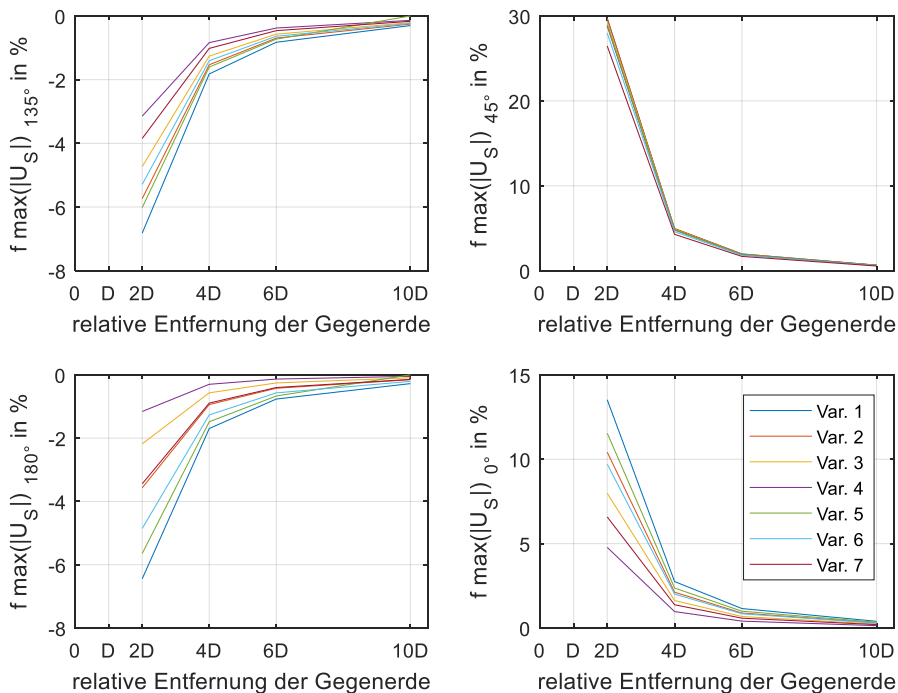 f max(|U_S|) 135° in %
0
-2
-4
-6
-8
0 D 2D 4D 6D 10D
relative Entfernung der Gegenerde
f max(|U_S|) 45° in %
30
20
10
0
0 D 2D 4D 6D 10D
relative Entfernung der Gegenerde
f max(|U_S|) 180° in %
0
-2
-4
-6
-8
0 D 2D 4D 6D 10D
relative Entfernung der Gegenerde
f max(|U_S|) 0° in %
15
10
5
0
0 D 2D 4D 6D 10D
relative Entfernung der Gegenerde
Var. 1
Var. 2
Var. 3
Var. 4
Var. 5
Var. 6
Var. 7